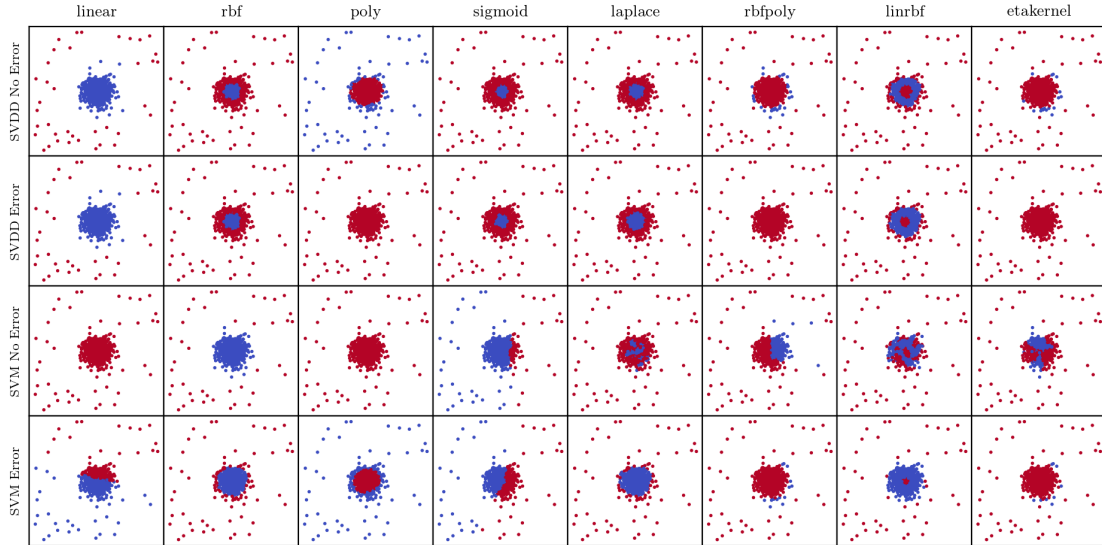 linear rbf poly sigmoid laplace rbfpoly linrbf etakernel
SVDD No Error
SVDD Error
SVM No Error
SVM Error